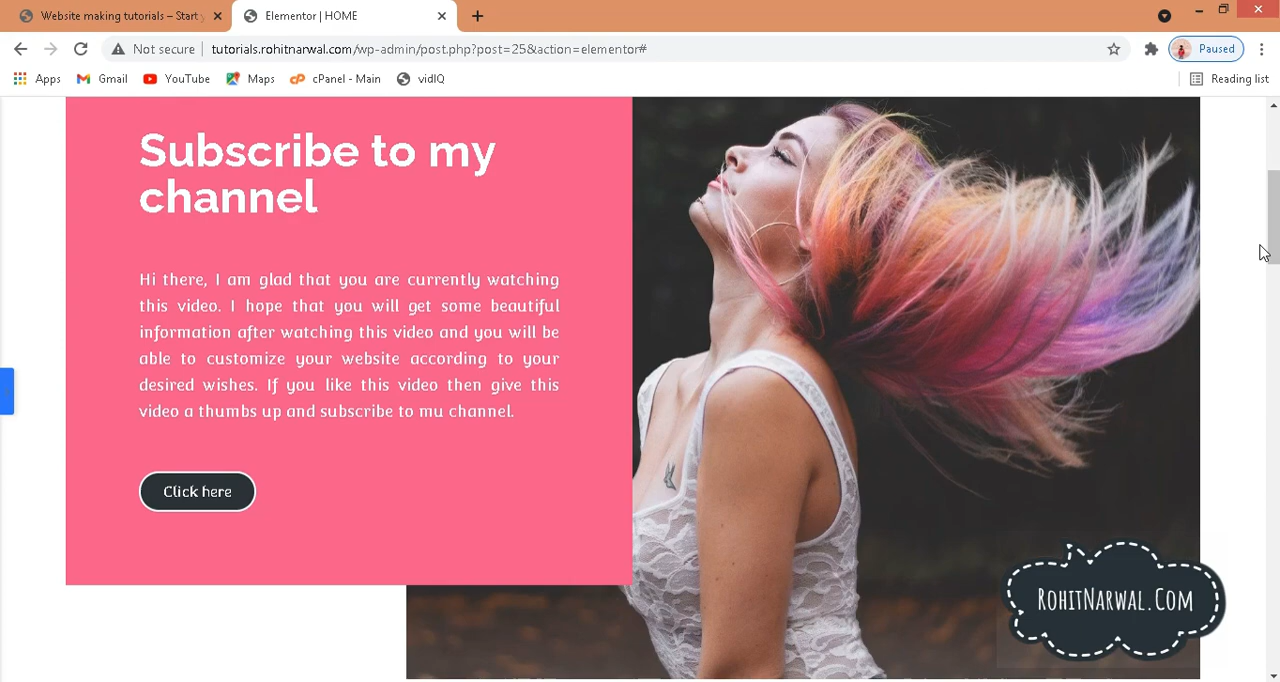 Website making tutorials – Start
Elementor | HOME
Not secure
tutorials.rohitnarwal.com/wp-admin/post.php?post=25&action=elementor#
Paused
Apps
Gmail
YouTube
Maps
cPanel - Main
vidIQ
Reading list
Subscribe to my
channel
Hi there, I am glad that you are currently watching
this video. I hope that you will get some beautiful
information after watching this video and you will be
able to customize your website according to your
desired wishes. If you like this video then give this
video a thumbs up and subscribe to mu channel.
Click here
RohitNarwal.Com